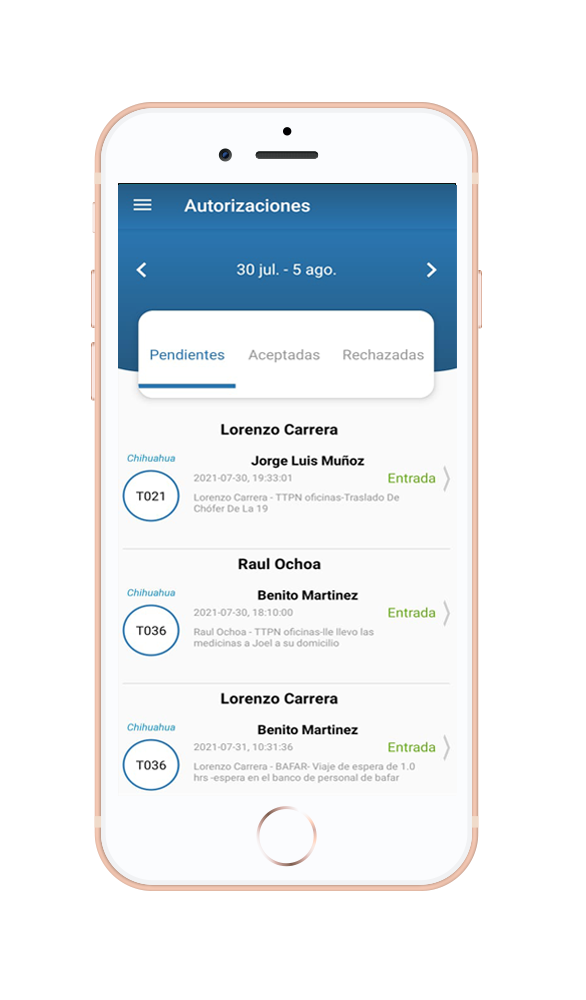 Autorizaciones
30 jul. - 5 ago.
Pendientes Aceptadas Rechazadas
Lorenzo Carrera
Chihuahua
Jorge Luis Muñoz
T021
2021-07-30, 19:33:01
Entrada
Lorenzo Carrera - TTPN oficinas-Traslado De
Chófer De La 19
Raul Ochoa
Chihuahua
Benito Martinez
T036
2021-07-30, 18:10:00
Entrada
Raul Ochoa - TTPN oficinas-lle llevo las
medicinas a Joel a su domicilio
Lorenzo Carrera
Chihuahua
Benito Martinez
T036
2021-07-31, 10:31:36
Entrada
Lorenzo Carrera - BAFAR- Viaje de espera de 1.0
hrs -espera en el banco de personal de bafar